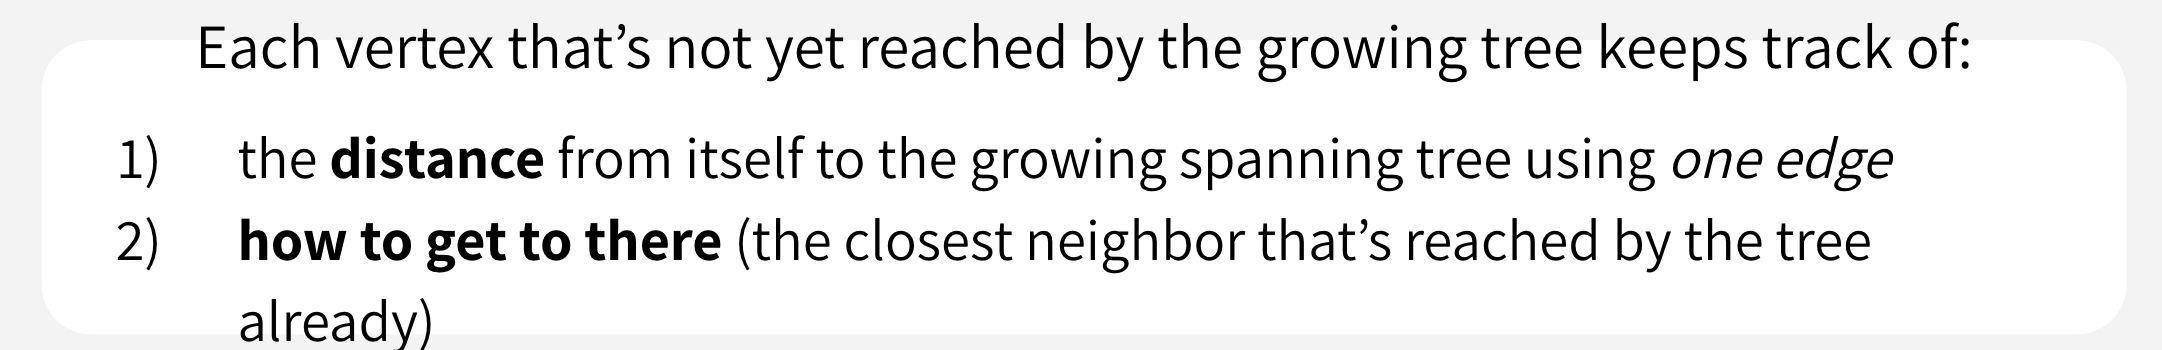 Each vertex that’s not yet reached by the growing tree keeps track of:
1) the distance from itself to the growing spanning tree using one edge
2) how to get to there (the closest neighbor that’s reached by the tree
already)